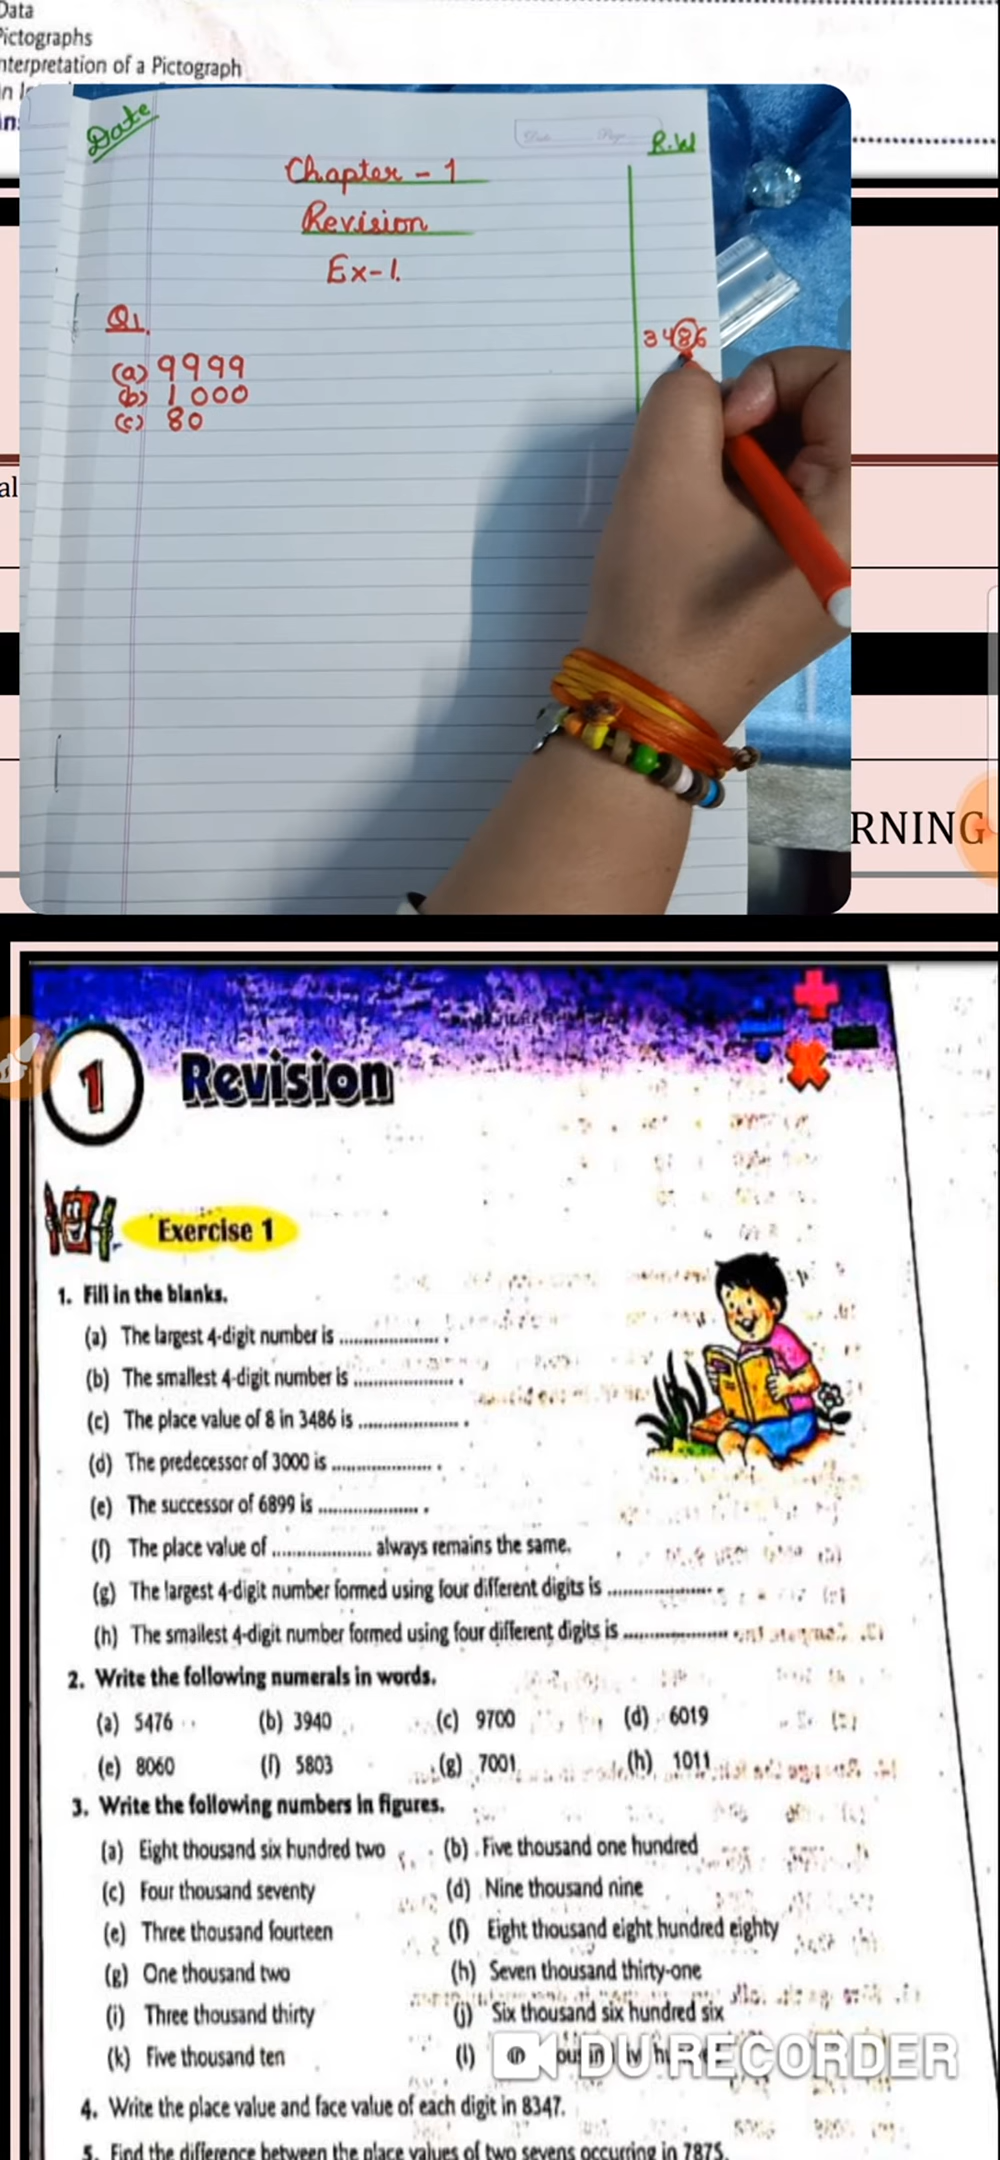 Data
Pictographs
nterpretation of a Pictograph
Date
R.W
Chapter - 1
Revision
Ex-1.
Q1.
3486
(a) 9999
(b) 1000
(c) 80
al
RNING
1 Revision
Exercise 1
1. Fill in the blanks.
(a) The largest 4-digit number is .................... .
(b) The smallest 4-digit number is .................... .
(c) The place value of 8 in 3486 is .................... .
(d) The predecessor of 3000 is .................... .
(e) The successor of 6899 is .................... .
(f) The place value of .................... always remains the same.
(g) The largest 4-digit number formed using four different digits is .................... .
(h) The smallest 4-digit number formed using four different digits is .................... .
2. Write the following numerals in words.
(a) 5476 (b) 3940 (c) 9700 (d) 6019
(e) 8060 (f) 5803 (g) 7001 (h) 1011
3. Write the following numbers in figures.
(a) Eight thousand six hundred two (b) Five thousand one hundred
(c) Four thousand seventy (d) Nine thousand nine
(e) Three thousand fourteen (f) Eight thousand eight hundred eighty
(g) One thousand two (h) Seven thousand thirty-one
(i) Three thousand thirty (j) Six thousand six hundred six
(k) Five thousand ten (l)
DU RECORDER
4. Write the place value and face value of each digit in 8347.
5. Find the difference between the place values of two sevens occurring in 7875.